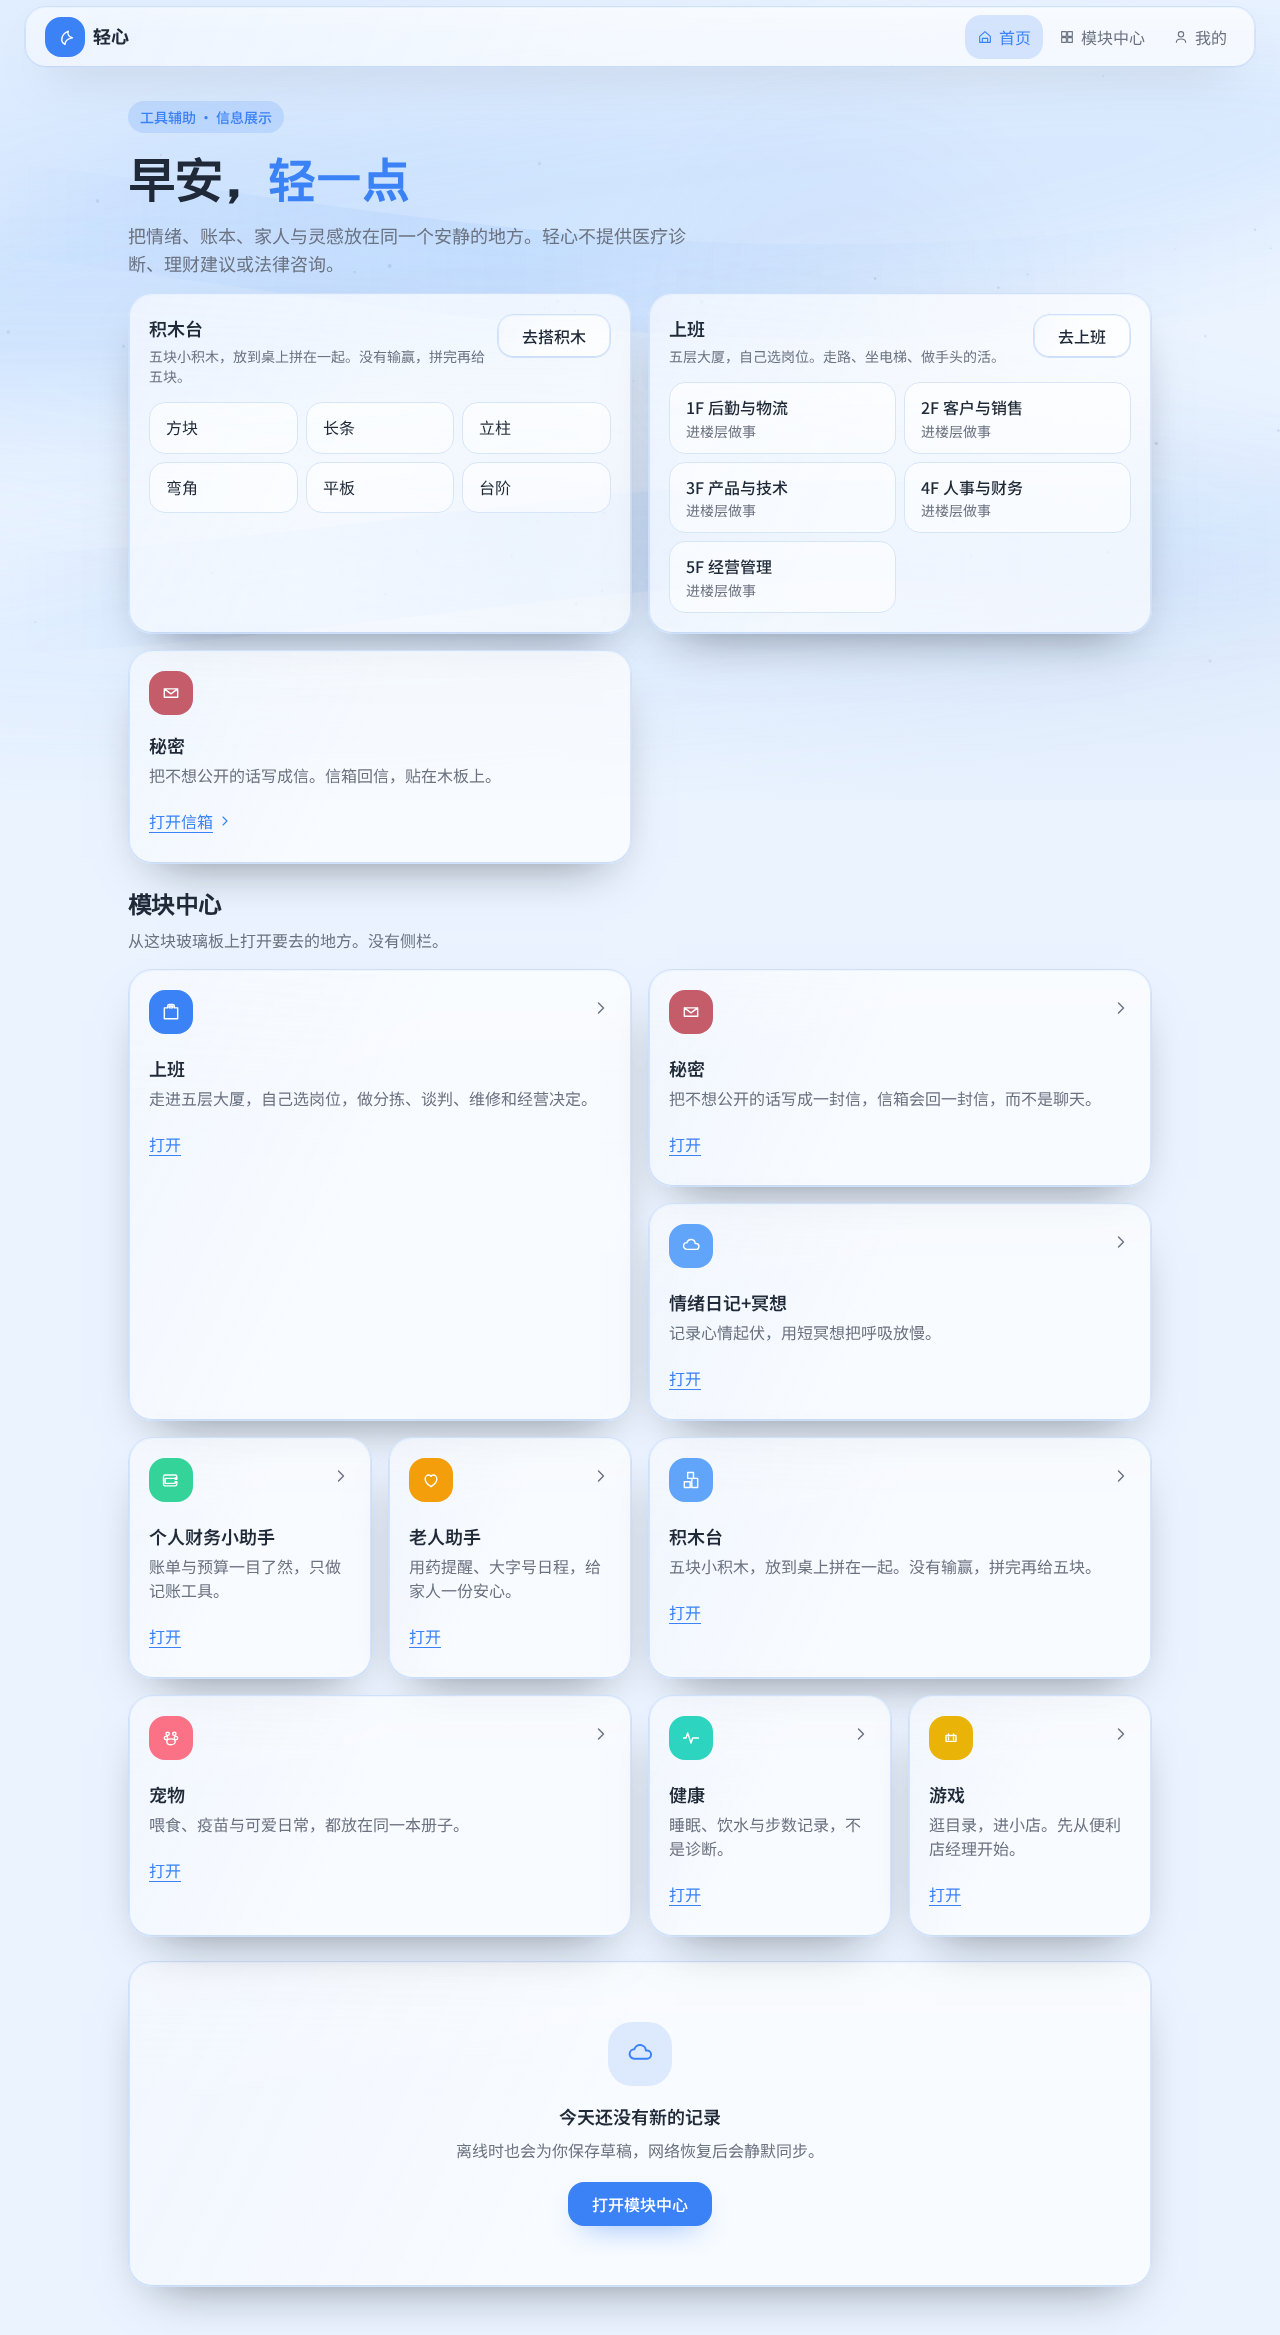 轻心
首页
模块中心
我的
工具辅助 · 信息展示
早安，轻一点
把情绪、账本、家人与灵感放在同一个安静的地方。轻心不提供医疗诊
断、理财建议或法律咨询。
积木台
五块小积木，放到桌上拼在一起。没有输赢，拼完再给
五块。
去搭积木
方块
长条
立柱
弯角
平板
台阶
上班
五层大厦，自己选岗位。走路、坐电梯、做手头的活。
去上班
1F 后勤与物流
进楼层做事
2F 客户与销售
进楼层做事
3F 产品与技术
进楼层做事
4F 人事与财务
进楼层做事
5F 经营管理
进楼层做事
秘密
把不想公开的话写成信。信箱回信，贴在木板上。
打开信箱
模块中心
从这块玻璃板上打开要去的地方。没有侧栏。
上班
走进五层大厦，自己选岗位，做分拣、谈判、维修和经营决定。
打开
秘密
把不想公开的话写成一封信，信箱会回一封信，而不是聊天。
打开
情绪日记+冥想
记录心情起伏，用短冥想把呼吸放慢。
打开
个人财务小助手
账单与预算一目了然，只做
记账工具。
打开
老人助手
用药提醒、大字号日程，给
家人一份安心。
打开
积木台
五块小积木，放到桌上拼在一起。没有输赢，拼完再给五块。
打开
宠物
喂食、疫苗与可爱日常，都放在同一本册子。
打开
健康
睡眠、饮水与步数记录，不
是诊断。
打开
游戏
逛目录，进小店。先从便利
店经理开始。
打开
今天还没有新的记录
离线时也会为你保存草稿，网络恢复后会静默同步。
打开模块中心